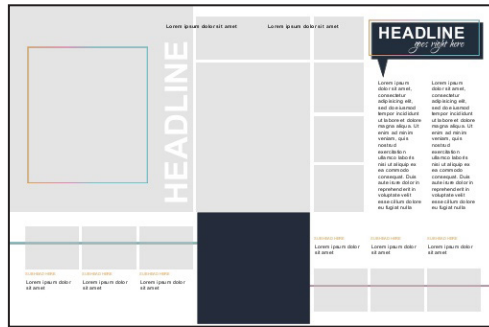 Lorem ipsum dolor sit amet
Lorem ipsum dolor sit amet
HEADLINE
HEADLINE
goes right here
Lorem ipsum
dolor sit amet,
consectetur
adipisicing elit,
sed do eiusmod
tempor incididunt
ut labore et dolore
magna aliqua. Ut
enim ad minim
veniam, quis
nostrud
exercitation
ullamco laboris
nisi ut aliquip ex
ea commodo
consequat. Duis
aute irure dolor in
reprehenderit in
voluptate velit
esse cillum dolore
eu fugiat nulla
Lorem ipsum
dolor sit amet,
consectetur
adipisicing elit,
sed do eiusmod
tempor incididunt
ut labore et dolore
magna aliqua. Ut
enim ad minim
veniam, quis
nostrud
exercitation
ullamco laboris
nisi ut aliquip ex
ea commodo
consequat. Duis
aute irure dolor in
reprehenderit in
voluptate velit
esse cillum dolore
eu fugiat nulla
Lorem ipsum dolor
sit amet
Lorem ipsum dolor
sit amet
Lorem ipsum dolor
sit amet
Lorem ipsum dolor
sit amet
Lorem ipsum dolor
sit amet
Lorem ipsum dolor
sit amet